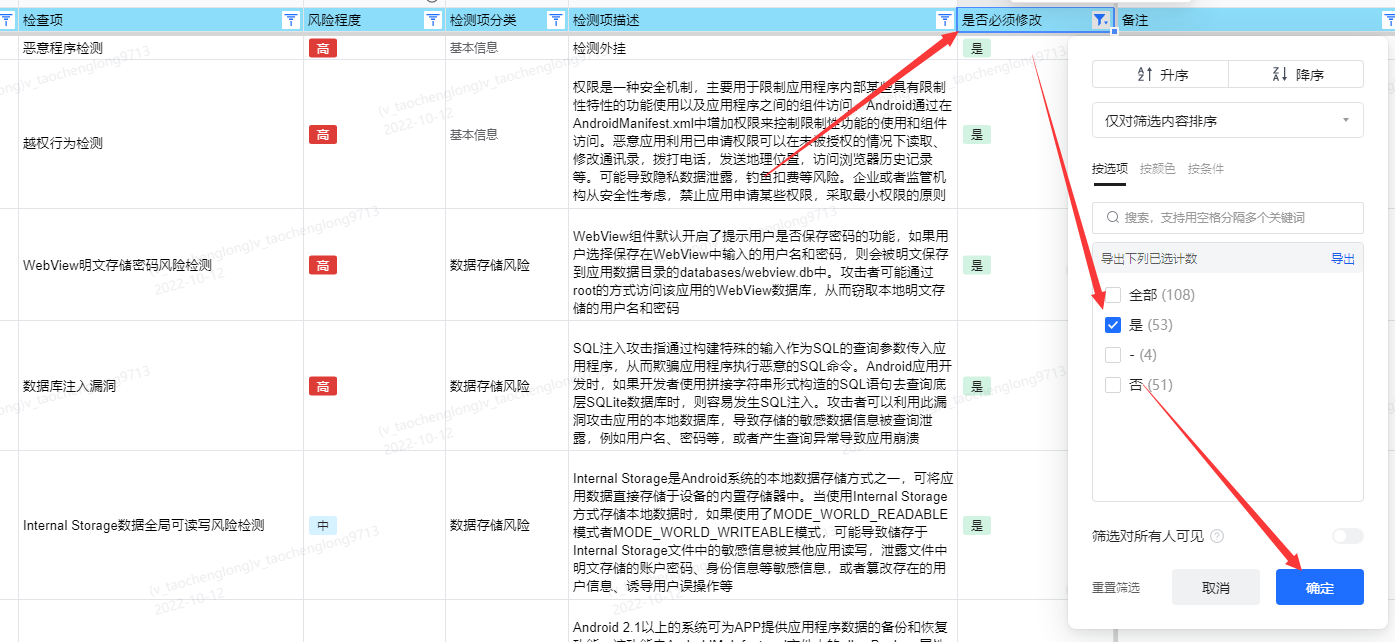 检查项
风险程度
检测项分类
检测项描述
是否必须修改
备注
恶意程序检测
高
基本信息
检测外挂
是
越权行为检测
高
基本信息
权限是一种安全机制，主要用于限制应用程序内部某些具有限制
性特性的功能使用以及应用程序之间的组件访问。Android通过在
AndroidManifest.xml中增加权限来控制限制性功能的使用和组件
访问。恶意应用利用已申请权限可以在未被授权的情况下读取、
修改通讯录，拨打电话，发送地理位置，访问浏览器历史记录
等。可能导致隐私数据泄露，钓鱼扣费等风险。企业或者监管机
构从安全性考虑，禁止应用申请某些权限，采取最小权限的原则
是
WebView明文存储密码风险检测
高
数据存储风险
WebView组件默认开启了提示用户是否保存密码的功能，如果用
户选择保存在WebView中输入的用户名和密码，则会被明文保存
到应用数据目录的databases/webview.db中。攻击者可能通过
root的方式访问该应用的WebView数据库，从而窃取本地明文存
储的用户名和密码
是
数据库注入漏洞
高
数据存储风险
SQL注入攻击指通过构建特殊的输入作为SQL的查询参数传入应
用程序，从而欺骗应用程序执行恶意的SQL命令。Android应用开
发时，如果开发者使用拼接字符串形式构造的SQL语句去查询底
层SQLite数据库时，则容易发生SQL注入。攻击者可以利用此漏
洞攻击应用的本地数据库，导致存储的敏感数据信息被查询泄
露，例如用户名、密码等，或者产生查询异常导致应用崩溃
是
Internal Storage数据全局可读写风险检测
中
数据存储风险
Internal Storage是Android系统的本地数据存储方式之一，可将应
用数据直接存储于设备的内置存储器中。当使用Internal Storage
方式存储本地数据时，如果使用了MODE_WORLD_READABLE
模式者MODE_WORLD_WRITEABLE模式，可能导致储存于
Internal Storage文件中的敏感信息被其他应用读写，泄露文件中
明文存储的账户密码、身份信息等敏感信息，或者篡改存在的用
户信息、诱导用户误操作等
是
Android 2.1以上的系统可为APP提供应用程序数据的备份和恢复
升序
降序
仅对筛选内容排序
按选项
按颜色
按条件
搜索，支持用空格分隔多个关键词
导出下列已选计数
导出
全部 (108)
是 (53)
- (4)
否 (51)
筛选对所有人可见
重置筛选
取消
确定
(v_taochenglong)v_taochenglong9713
2022-10-12